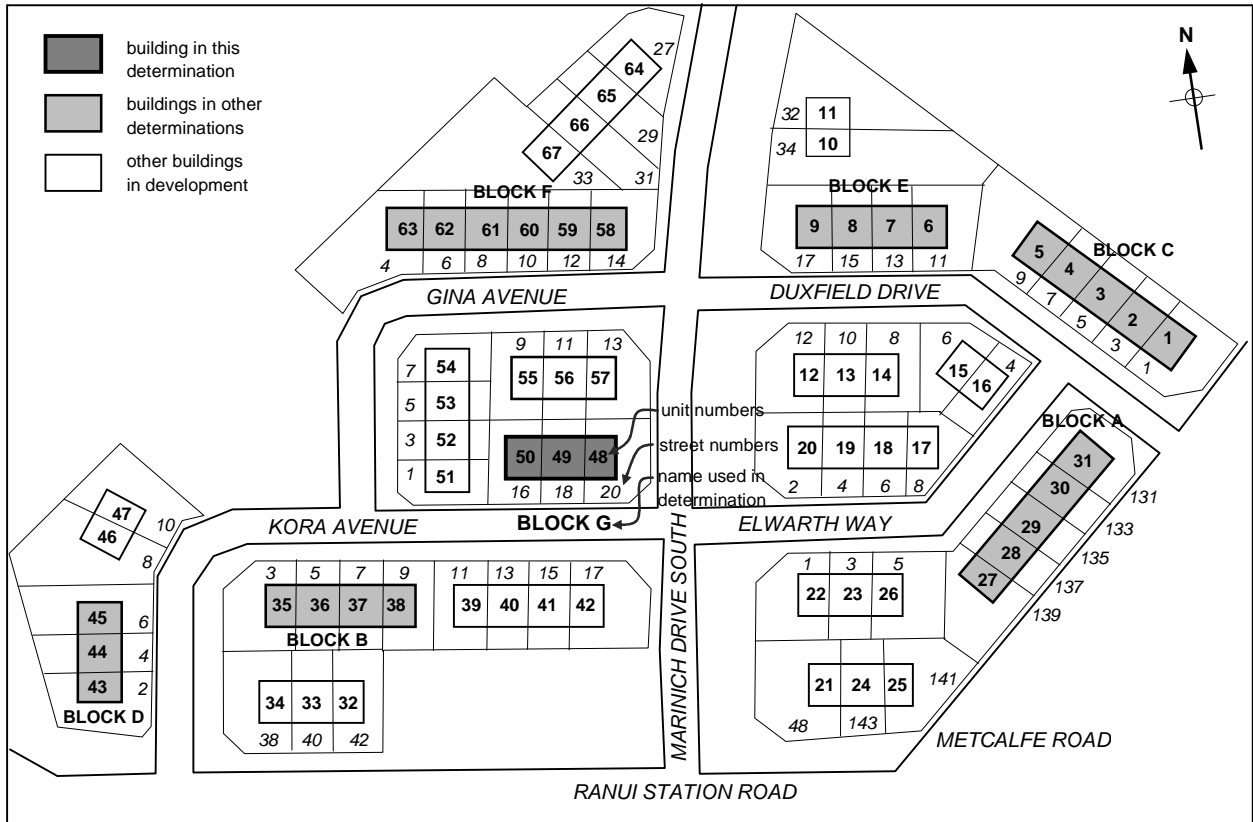 building in this
determination
buildings in other
determinations
other buildings
in development
N
27
64
65
66
67
29
31
33
BLOCK F
63 62 61 60 59 58
4 6 8 10 12 14
GINA AVENUE
32 11
34 10
BLOCK E
9 8 7 6
17 15 13 11
DUXFIELD DRIVE
BLOCK C
5 4 3 2 1
9 7 5 3 1
7 54
5 53
3 52
1 51
9 11 13
55 56 57
50 49 48
16 18 20
unit numbers
street numbers
name used in
determination
BLOCK G
KORA AVENUE
12 10 8
12 13 14
6 4
15 16
20 19 18 17
2 4 6 8
ELWARTH WAY
BLOCK A
31
30
29
28
27
131
133
135
137
139
47 10
46 8
45 6
44 4
43 2
BLOCK D
3 5 7 9
35 36 37 38
BLOCK B
11 13 15 17
39 40 41 42
34 33 32
38 40 42
MARINICH DRIVE SOUTH
1 3 5
22 23 26
21 24 25
48 143 141
METCALFE ROAD
RANUI STATION ROAD